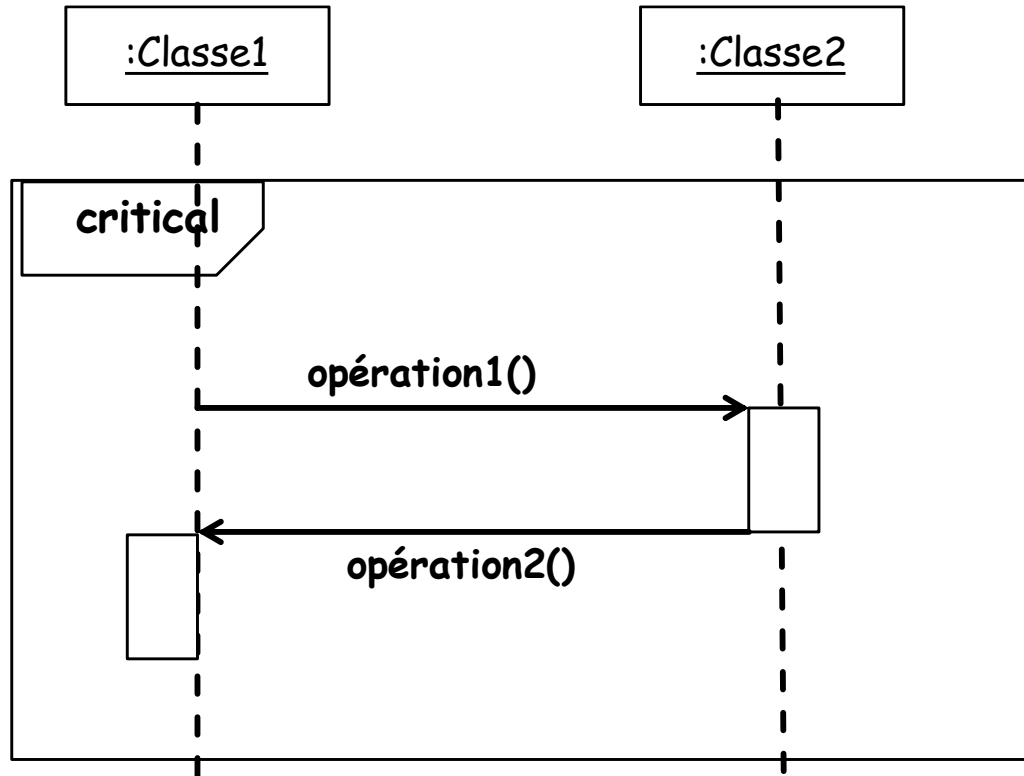 :Classe1
:Classe2
critical
opération1()
opération2()